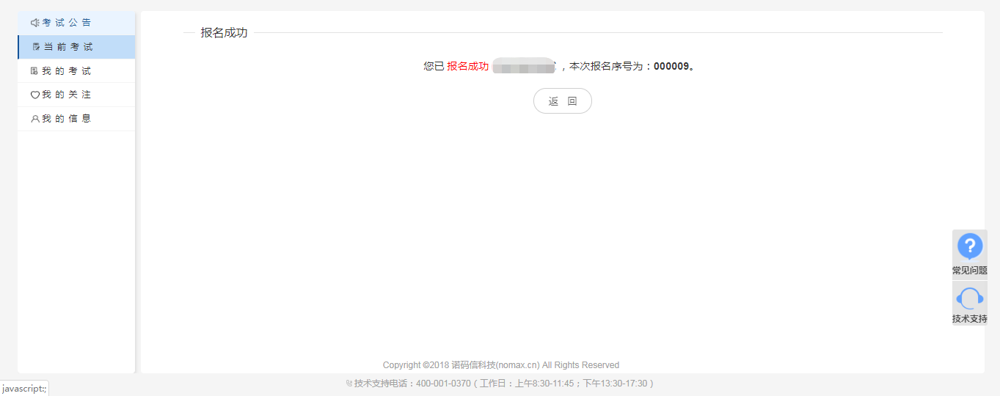 考试公告
当前考试
我的考试
我的关注
我的信息
报名成功
您已 报名成功 ，本次报名序号为：000009。
返 回
常见问题
技术支持
Copyright ©2018 诺码信科技(nomax.cn) All Rights Reserved
技术支持电话：400-001-0370（工作日：上午8:30-11:45；下午13:30-17:30）
javascript:;